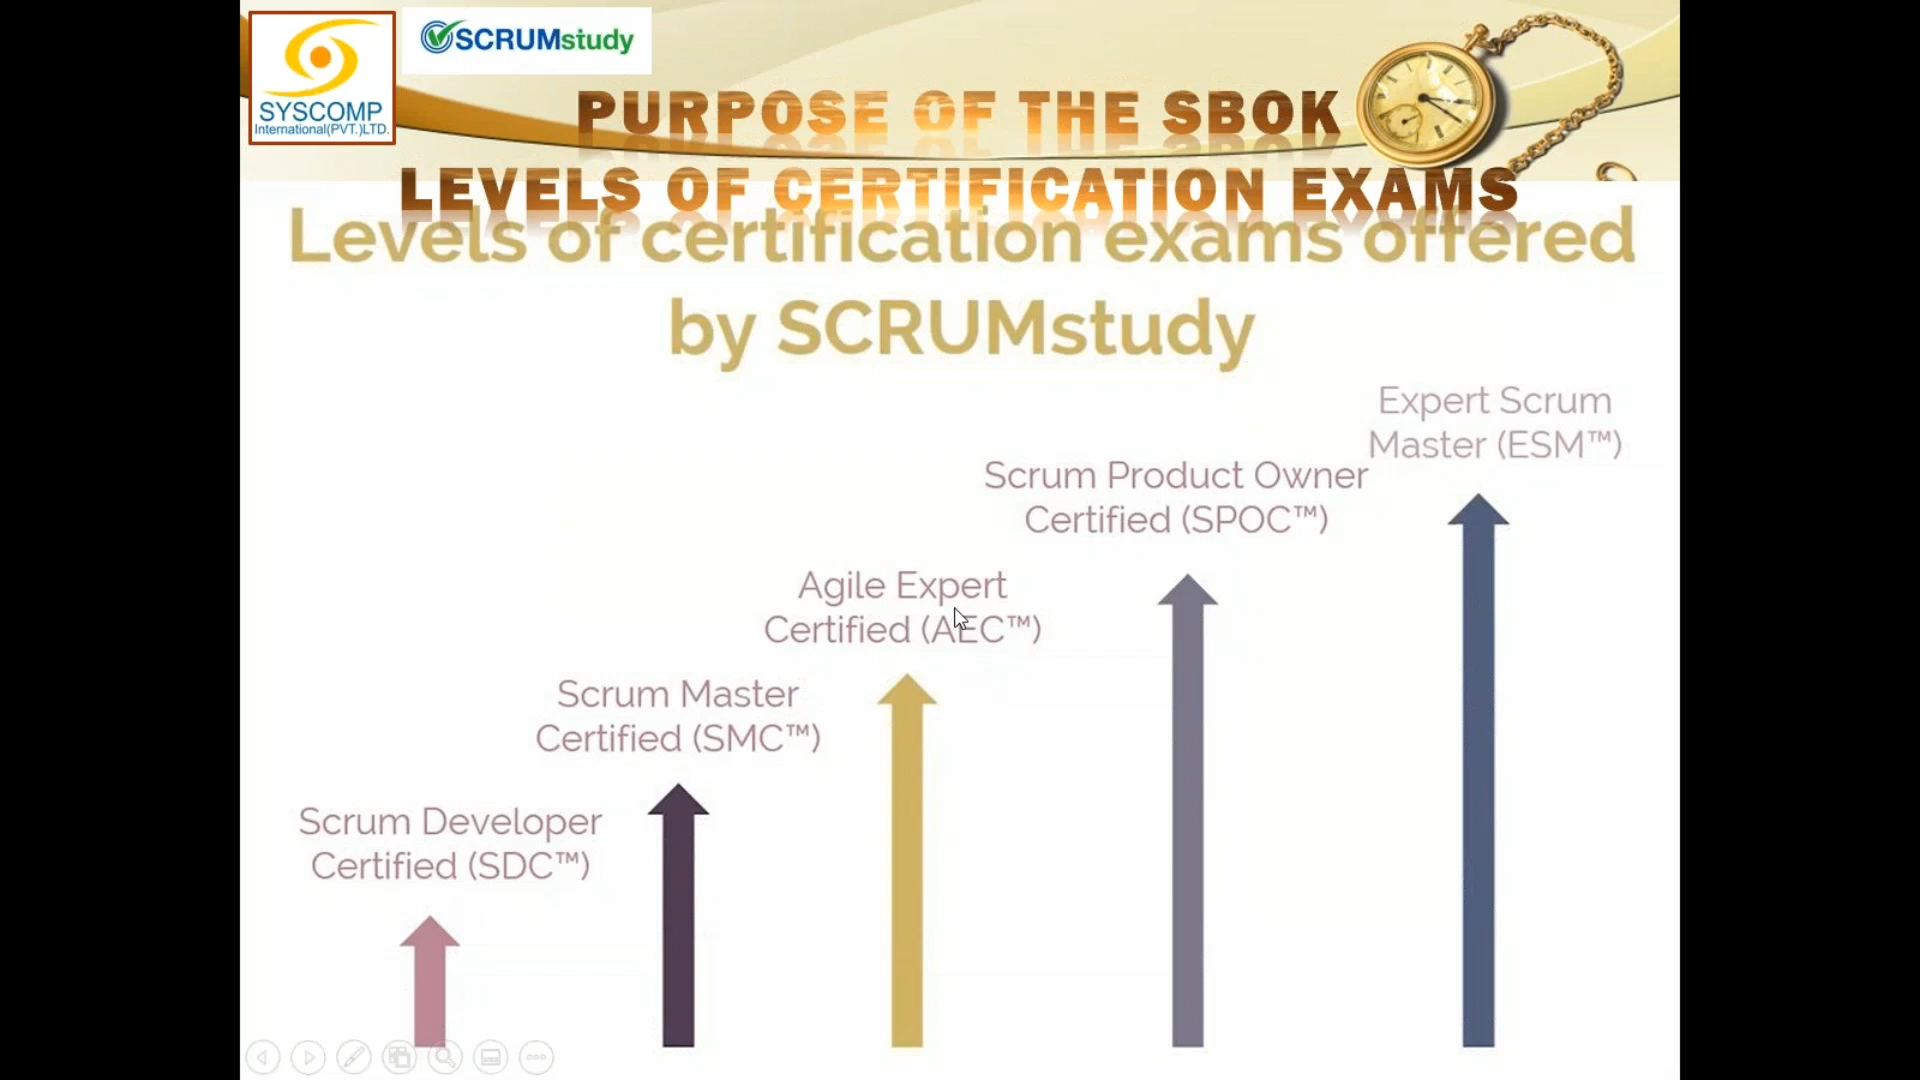 SYSCOMP
International(PVT.)LTD.
SCRUMstudy
PURPOSE OF THE SBOK
LEVELS OF CERTIFICATION EXAMS
Levels of certification exams offered
by SCRUMstudy
Expert Scrum
Master (ESM™)
Scrum Product Owner
Certified (SPOC™)
Agile Expert
Certified (AEC™)
Scrum Master
Certified (SMC™)
Scrum Developer
Certified (SDC™)